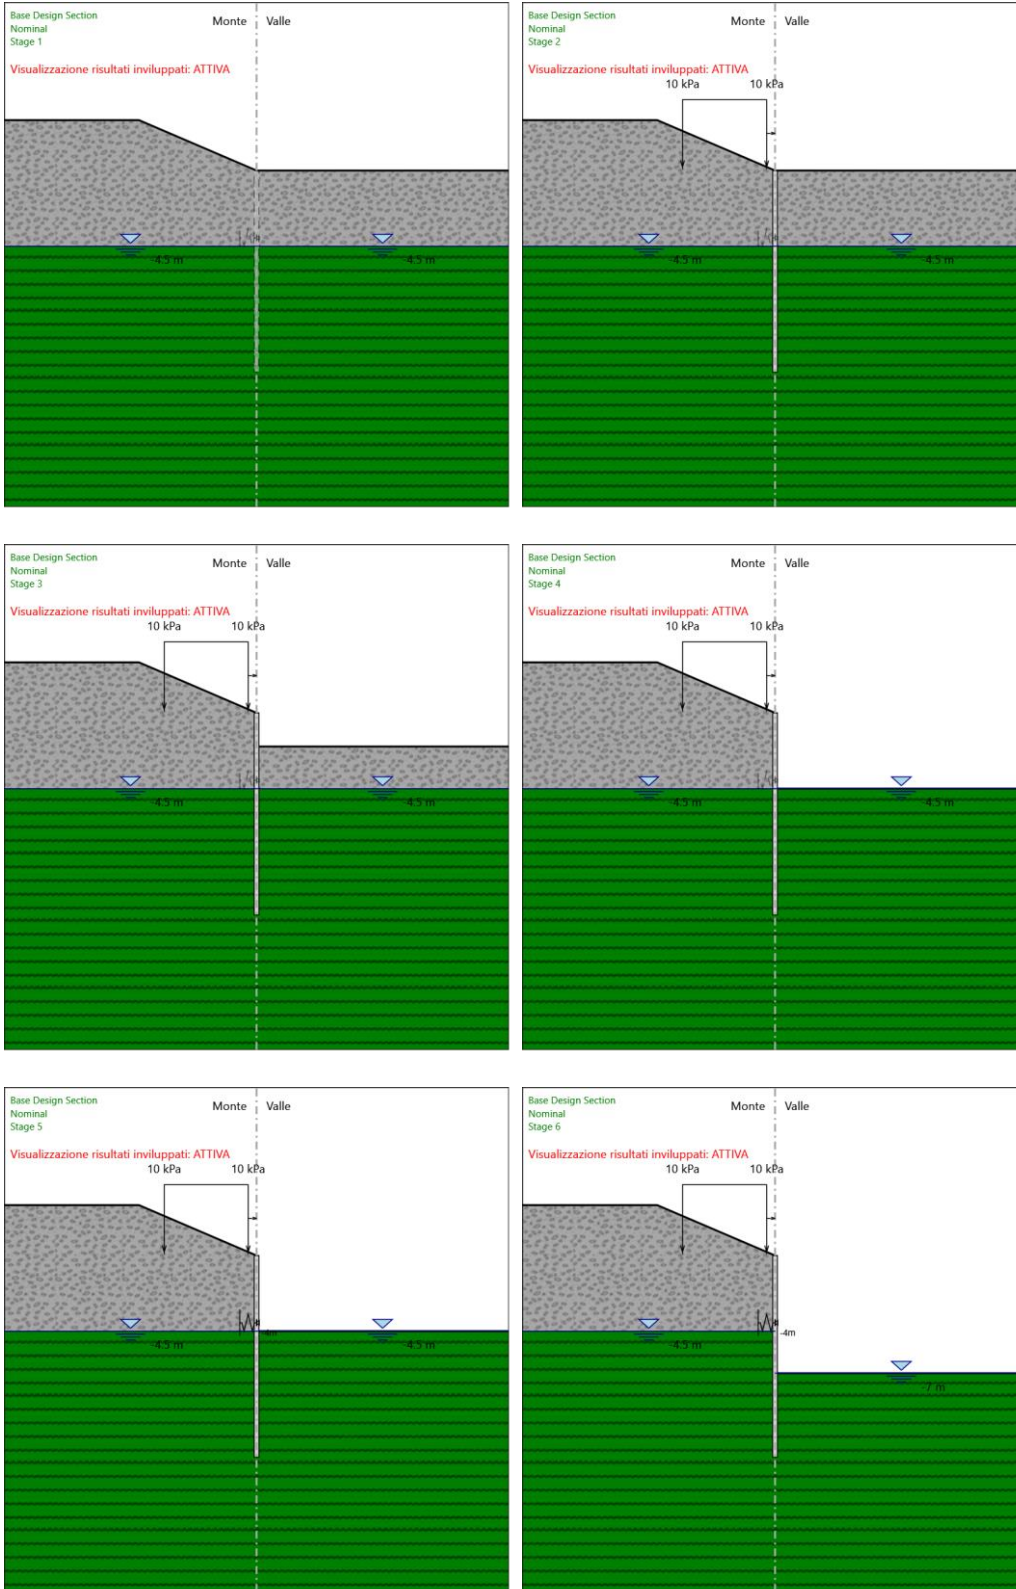 Base Design Section
Nominal
Stage 1
Monte Valle
Visualizzazione risultati inviluppati: ATTIVA
-4.5 m
-4.5 m
Base Design Section
Nominal
Stage 2
Monte Valle
Visualizzazione risultati inviluppati: ATTIVA
10 kPa 10 kPa
-4.5 m
-4.5 m
Base Design Section
Nominal
Stage 3
Monte Valle
Visualizzazione risultati inviluppati: ATTIVA
10 kPa 10 kPa
-4.5 m
-4.5 m
Base Design Section
Nominal
Stage 4
Monte Valle
Visualizzazione risultati inviluppati: ATTIVA
10 kPa 10 kPa
-4.5 m
-4.5 m
Base Design Section
Nominal
Stage 5
Monte Valle
Visualizzazione risultati inviluppati: ATTIVA
10 kPa 10 kPa
-4m
-4.5 m
-4.5 m
Base Design Section
Nominal
Stage 6
Monte Valle
Visualizzazione risultati inviluppati: ATTIVA
10 kPa 10 kPa
-4m
-4.5 m
-7 m